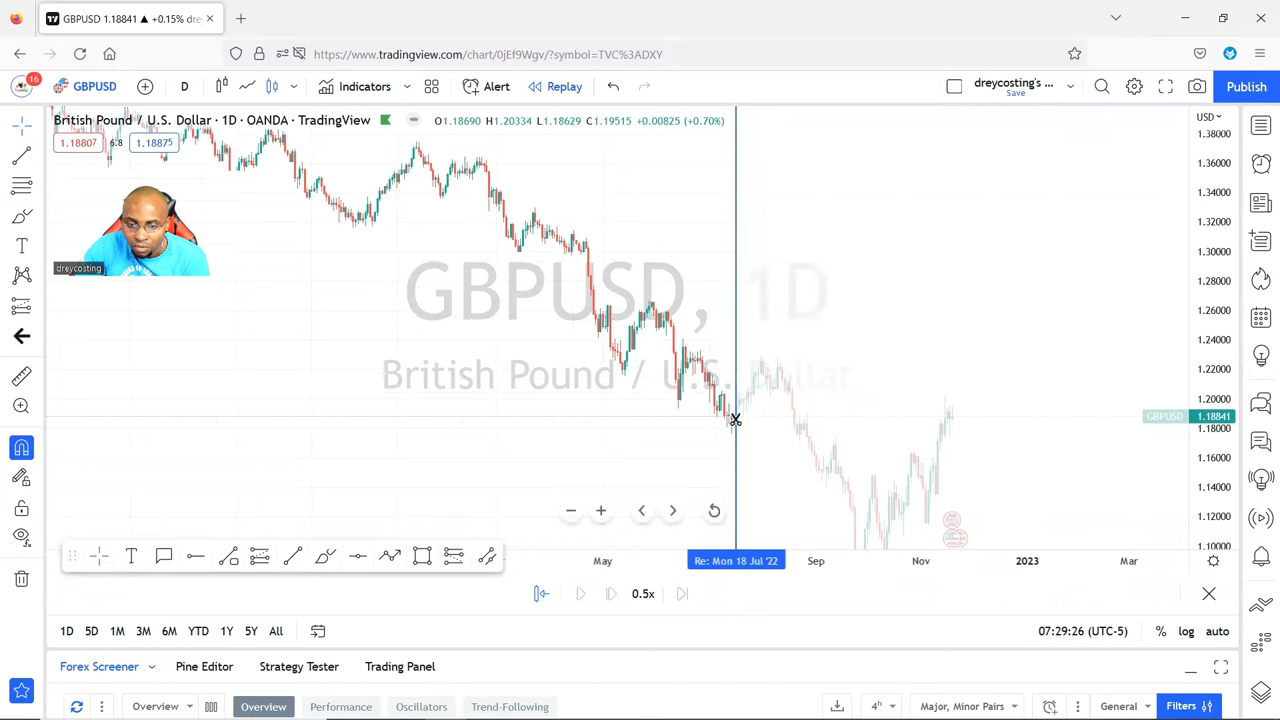 GBPUSD 1.18841 ▲ +0.15% dre
https://www.tradingview.com/chart/0jEf9Wgv/?symbol=TVC%3ADXY
16
GBPUSD
D
Indicators
Alert
Replay
dreycosting's ...
Save
Publish
British Pound / U.S. Dollar · 1D · OANDA · TradingView
O1.18690 H1.20334 L1.18629 C1.19515 +0.00825 (+0.70%)
1.18807
6.8
1.18875
dreycosting
GBPUSD, 1D
British Pound / U.S. Dollar
USD
1.38000
1.36000
1.34000
1.32000
1.30000
1.28000
1.26000
1.24000
1.22000
1.20000
GBPUSD 1.18841
1.18000
1.16000
1.14000
1.12000
1.10000
May
Re: Mon 18 Jul '22
Sep
Nov
2023
Mar
0.5x
1D 5D 1M 3M 6M YTD 1Y 5Y All
07:29:26 (UTC-5)
% log auto
Forex Screener
Pine Editor
Strategy Tester
Trading Panel
Overview
Overview
Performance
Oscillators
Trend-Following
4h
Major, Minor Pairs
General
Filters